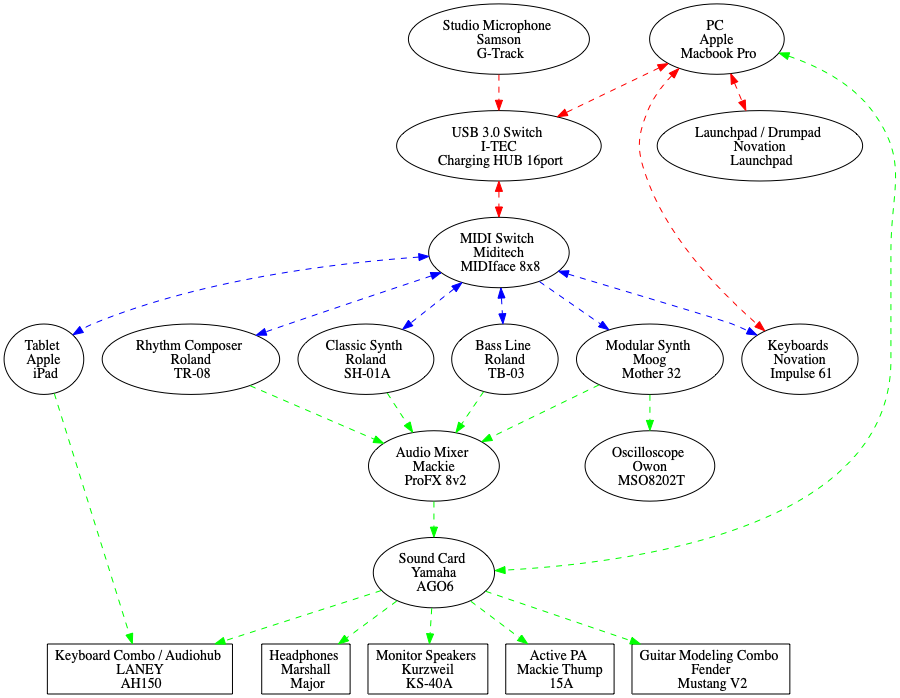 Studio Microphone
Samson
G-Track
PC
Apple
Macbook Pro
USB 3.0 Switch
I-TEC
Charging HUB 16port
Launchpad / Drumpad
Novation
Launchpad
MIDI Switch
Miditech
MIDIface 8x8
Tablet
Apple
iPad
Rhythm Composer
Roland
TR-08
Classic Synth
Roland
SH-01A
Bass Line
Roland
TB-03
Modular Synth
Moog
Mother 32
Keyboards
Novation
Impulse 61
Audio Mixer
Mackie
ProFX 8v2
Oscilloscope
Owon
MSO8202T
Sound Card
Yamaha
AGO6
Keyboard Combo / Audiohub
LANEY
AH150
Headphones
Marshall
Major
Monitor Speakers
Kurzweil
KS-40A
Active PA
Mackie Thump
15A
Guitar Modeling Combo
Fender
Mustang V2